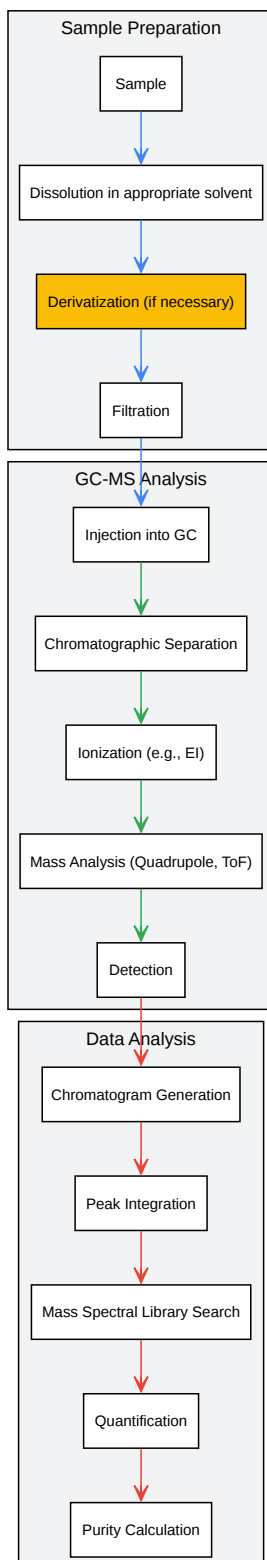 Sample Preparation
Sample
Dissolution in appropriate solvent
Derivatization (if necessary)
Filtration
GC-MS Analysis
Injection into GC
Chromatographic Separation
Ionization (e.g., EI)
Mass Analysis (Quadrupole, ToF)
Detection
Data Analysis
Chromatogram Generation
Peak Integration
Mass Spectral Library Search
Quantification
Purity Calculation